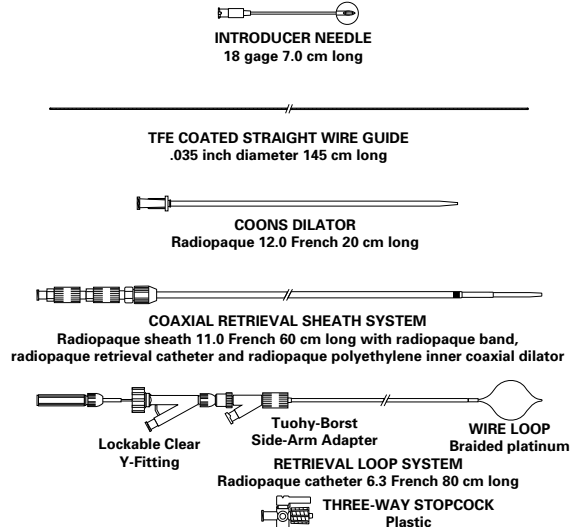 INTRODUCER NEEDLE
18 gage 7.0 cm long
TFE COATED STRAIGHT WIRE GUIDE
.035 inch diameter 145 cm long
COONS DILATOR
Radiopaque 12.0 French 20 cm long
COAXIAL RETRIEVAL SHEATH SYSTEM
Radiopaque sheath 11.0 French 60 cm long with radiopaque band,
radiopaque retrieval catheter and radiopaque polyethylene inner coaxial dilator
Lockable Clear
Y-Fitting
Tuohy-Borst
Side-Arm Adapter
WIRE LOOP
Braided platinum
RETRIEVAL LOOP SYSTEM
Radiopaque catheter 6.3 French 80 cm long
THREE-WAY STOPCOCK
Plastic